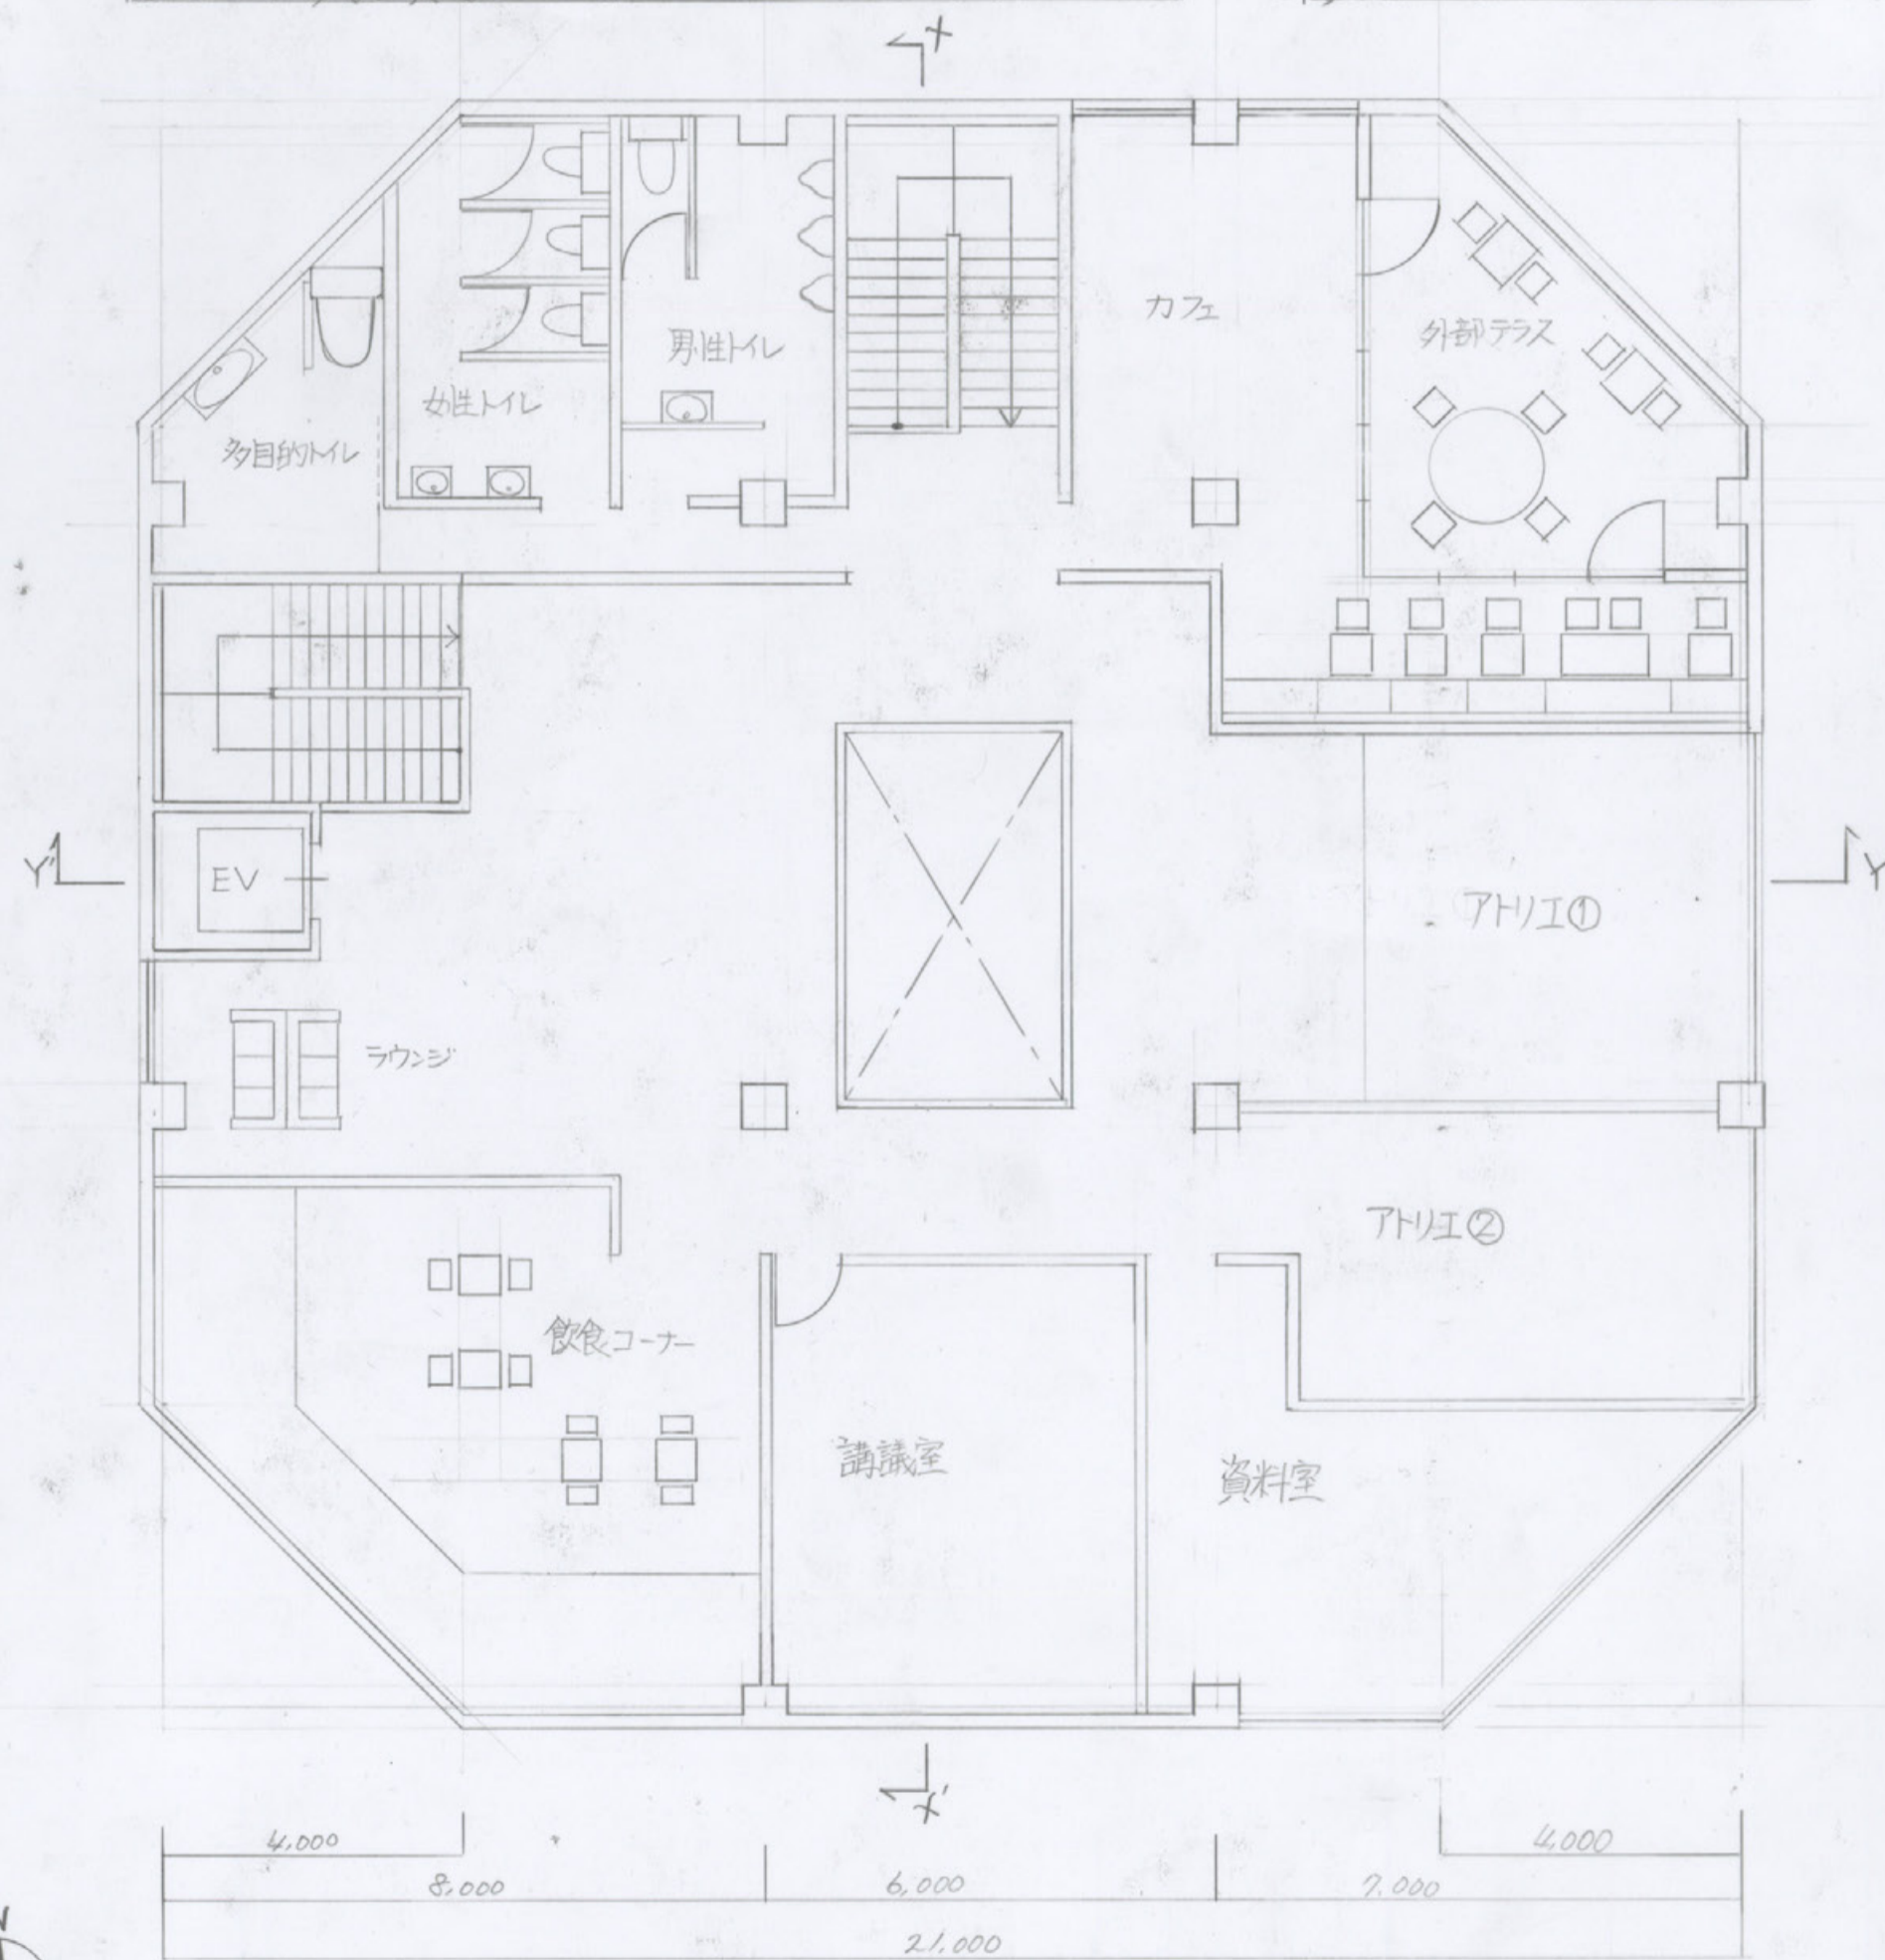 X
カフェ
外部テラス
男性トイレ
女性トイレ
多目的トイレ
Y'
EV
アトリエ①
Y
ラウンジ
アトリエ②
飲食コーナー
講議室
資料室
X'
4,000
4,000
8,000
6,000
7,000
21,000